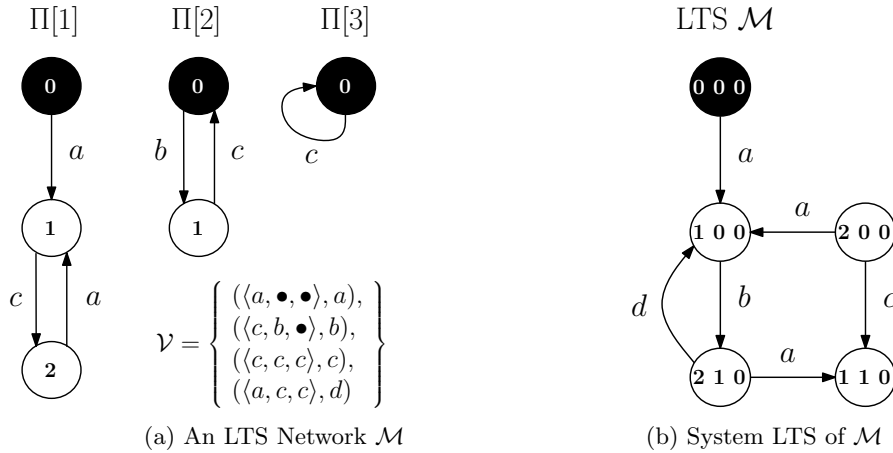 Π[1] Π[2] Π[3] LTS M
0 0 0 0 0 0
a b c c a
1 1 1 0 0 a 2 0 0
c a d b c
V = { (⟨a, •, •⟩, a),
(⟨c, b, •⟩, b),
(⟨c, c, c⟩, c),
(⟨a, c, c⟩, d) }
2 2 1 0 a 1 1 0
(a) An LTS Network M (b) System LTS of M